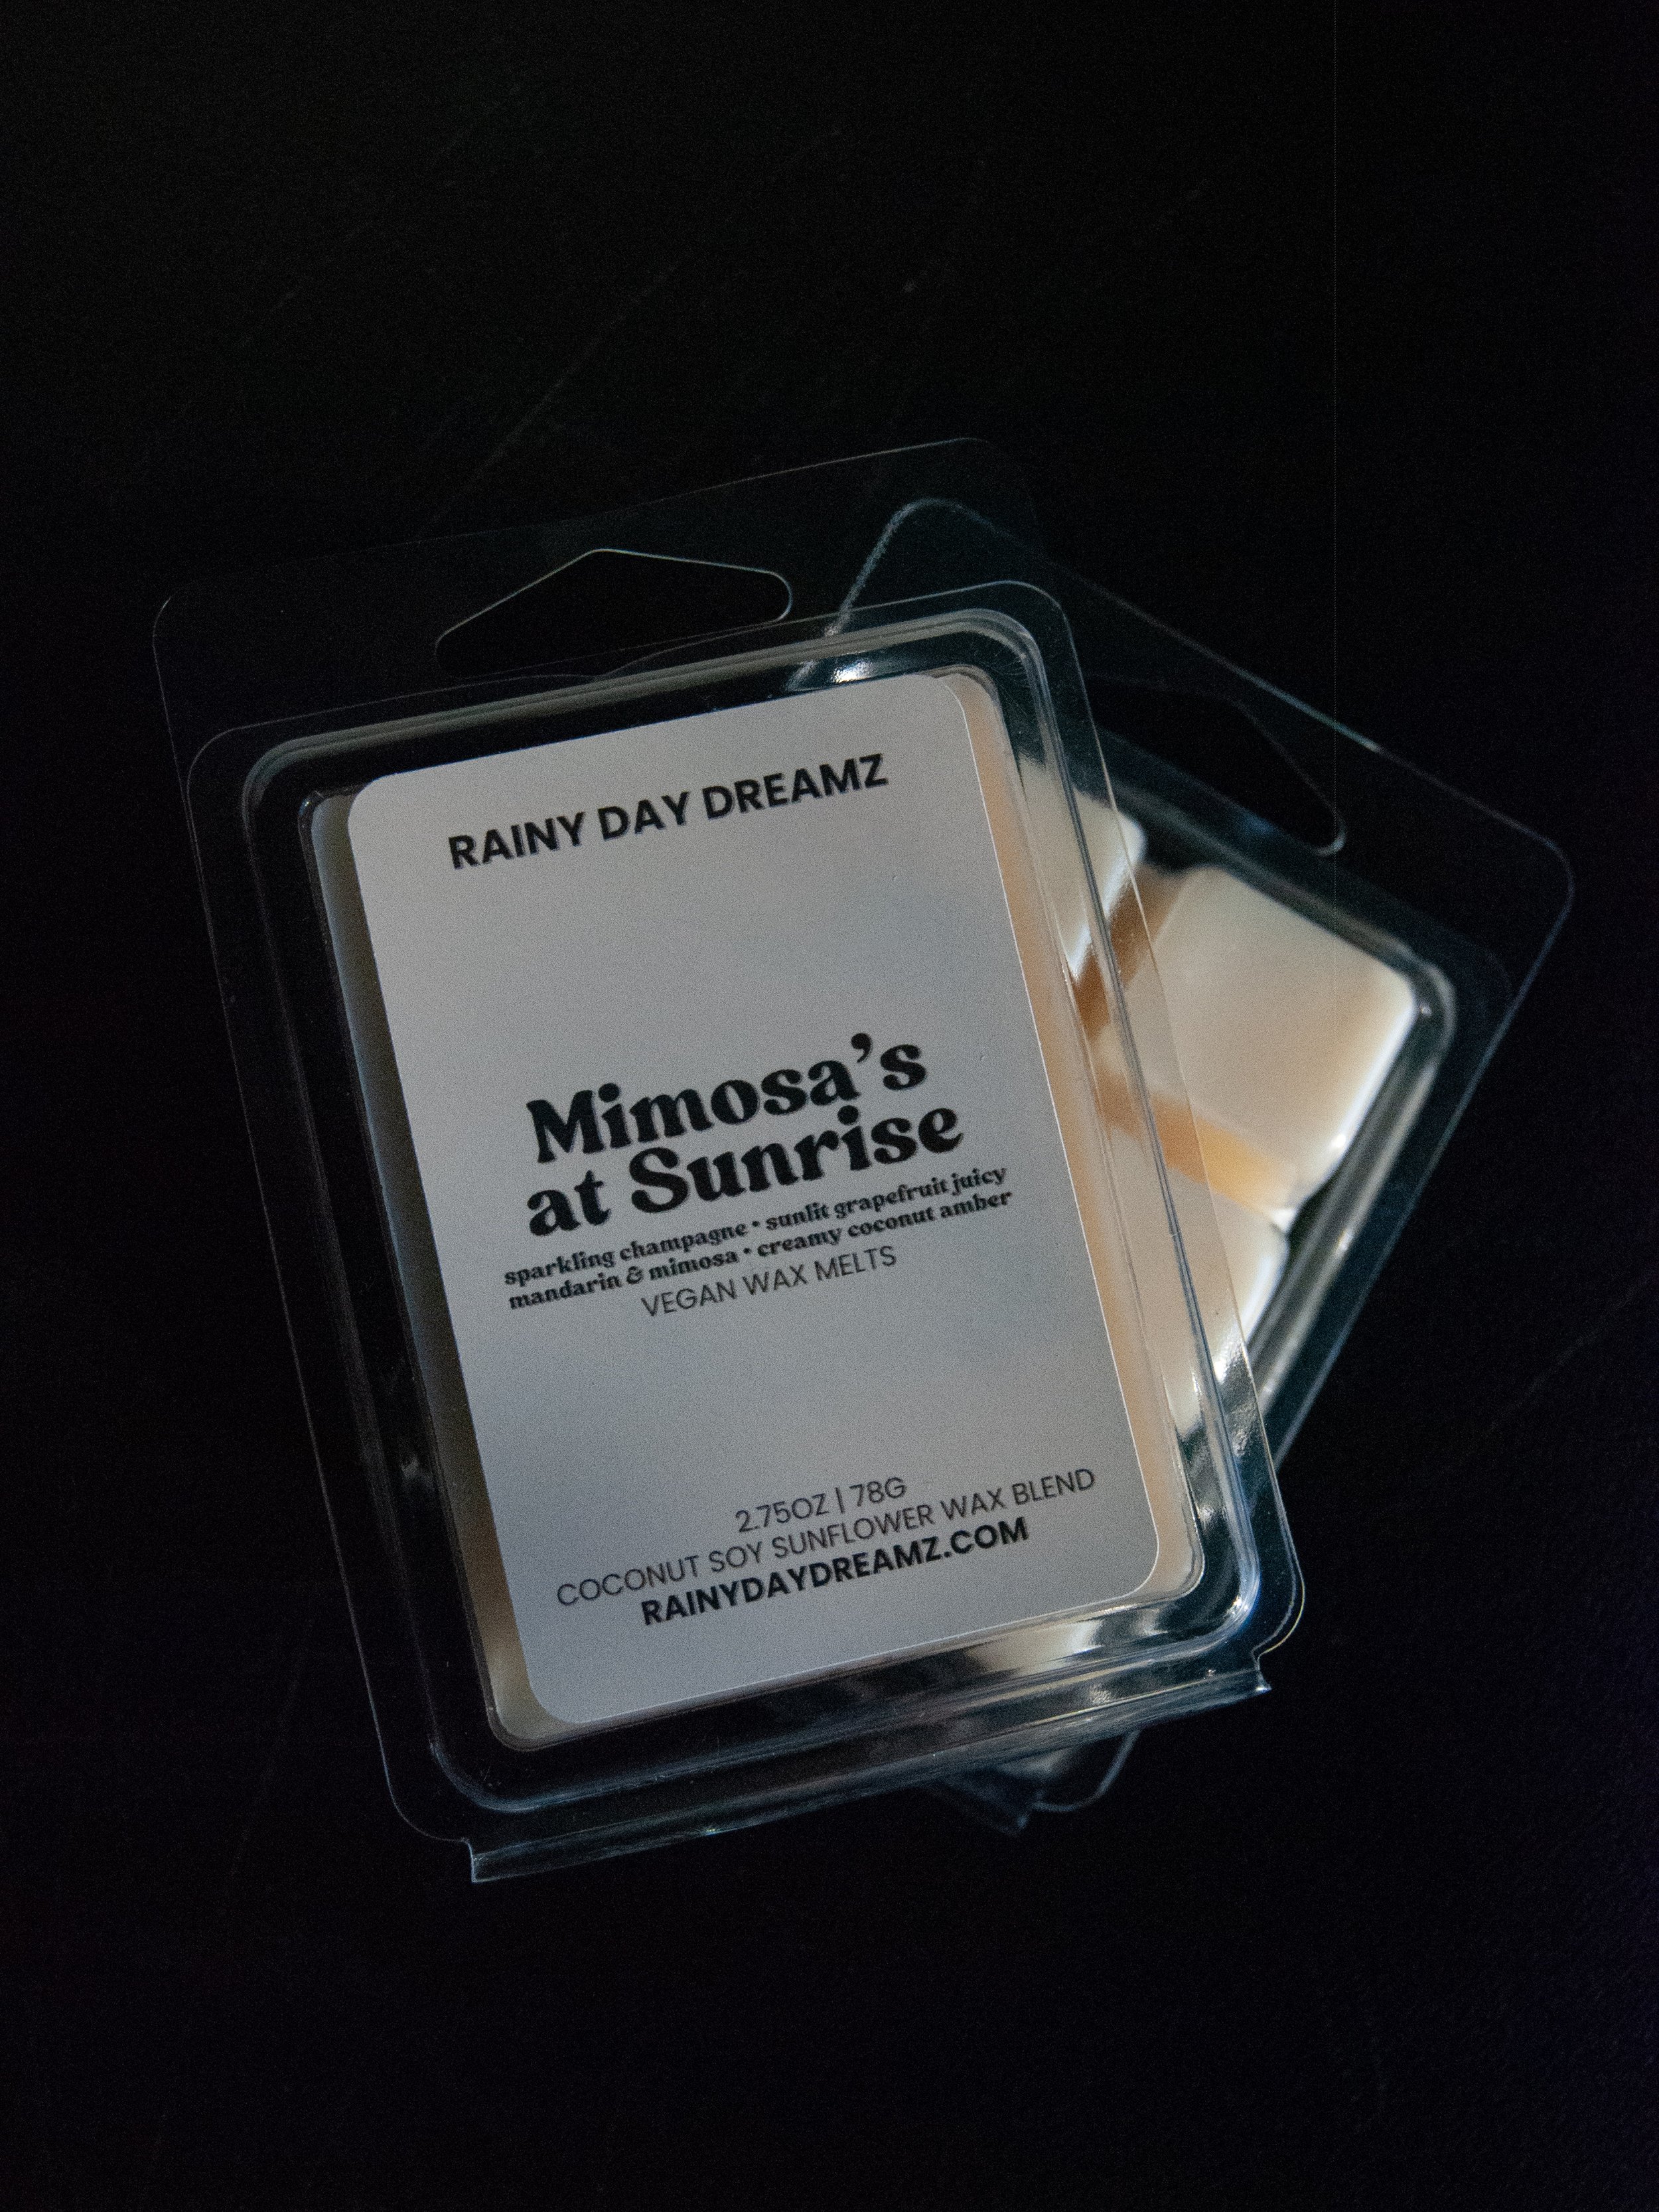 RAINY DAY DREAMZ
Mimosa's
at Sunrise
sparkling champagne • sunlit grapefruit juicy
mandarin & mimosa • creamy coconut amber
VEGAN WAX MELTS
2.75OZ | 78G
COCONUT SOY SUNFLOWER WAX BLEND
RAINYDAYDREAMZ.COM